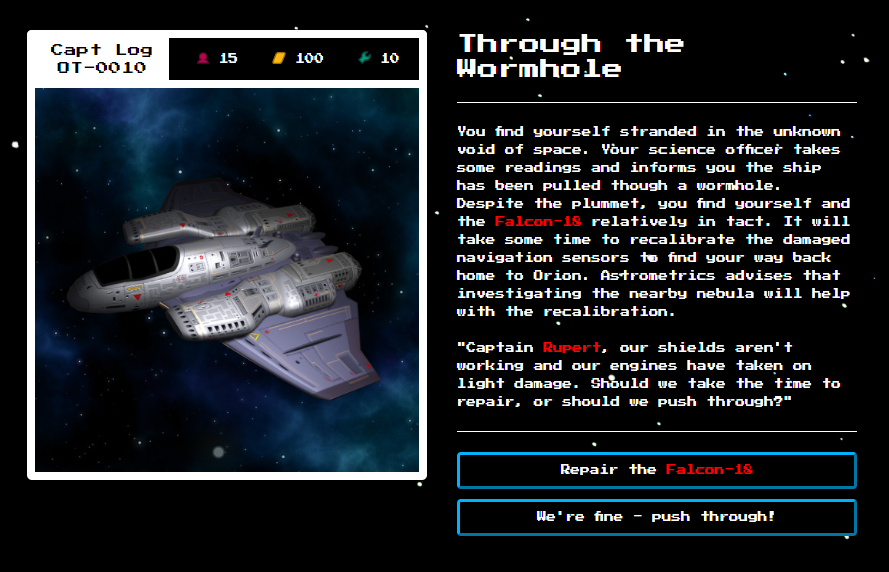 Capt Log
OT-0010
15
100
10
Through the
Wormhole
You find yourself stranded in the unknown
void of space. Your science officer takes
some readings and informs you the ship
has been pulled though a wormhole.
Despite the plummet, you find yourself and
the Falcon-18 relatively in tact. It will
take some time to recalibrate the damaged
navigation sensors to find your way back
home to Orion. Astrometrics advises that
investigating the nearby nebula will help
with the recalibration.
"Captain Rupert, our shields aren't
working and our engines have taken on
light damage. Should we take the time to
repair, or should we push through?"
Repair the Falcon-18
We're fine - push through!